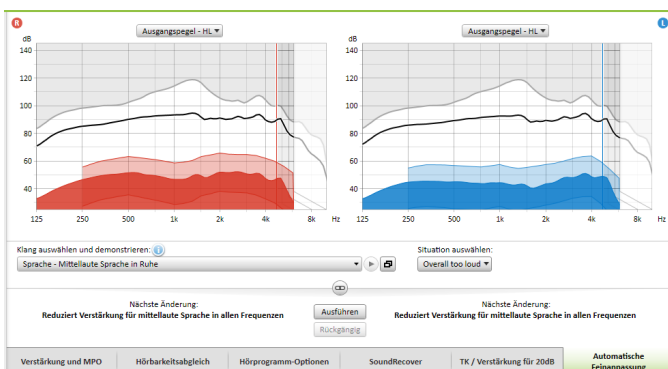 R
L
Ausgangspegel - HL
Ausgangspegel - HL
dB
dB
140
140
120
120
100
100
80
80
60
60
40
40
125 250 500 1k 2k 4k 8k Hz
125 250 500 1k 2k 4k 8k Hz
Klang auswählen und demonstrieren:
Situation auswählen:
Sprache - Mittellaute Sprache in Ruhe
Overall too loud
Nächste Änderung:
Reduziert Verstärkung für mittellaute Sprache in allen Frequenzen
Ausführen
Rückgängig
Nächste Änderung:
Reduziert Verstärkung für mittellaute Sprache in allen Frequenzen
Verstärkung und MPO
Hörbarkeitsabgleich
Hörprogramm-Optionen
SoundRecover
TK / Verstärkung für 20dB
Automatische
Feinanpassung